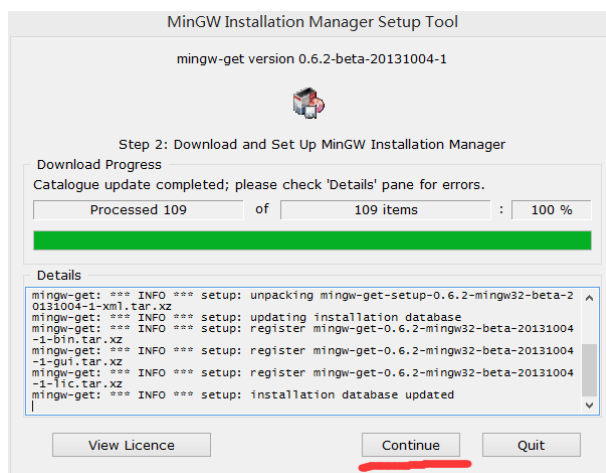 MinGW Installation Manager Setup Tool
mingw-get version 0.6.2-beta-20131004-1
Step 2: Download and Set Up MinGW Installation Manager
Download Progress
Catalogue update completed; please check 'Details' pane for errors.
Processed 109 of 109 items : 100 %
Details
mingw-get: *** INFO *** setup: unpacking mingw-get-setup-0.6.2-mingw32-beta-2
0131004-1-xml.tar.xz
mingw-get: *** INFO *** setup: updating installation database
mingw-get: *** INFO *** setup: register mingw-get-0.6.2-mingw32-beta-20131004
-1-bin.tar.xz
mingw-get: *** INFO *** setup: register mingw-get-0.6.2-mingw32-beta-20131004
-1-gui.tar.xz
mingw-get: *** INFO *** setup: register mingw-get-0.6.2-mingw32-beta-20131004
-1-lic.tar.xz
mingw-get: *** INFO *** setup: installation database updated
View Licence Continue Quit